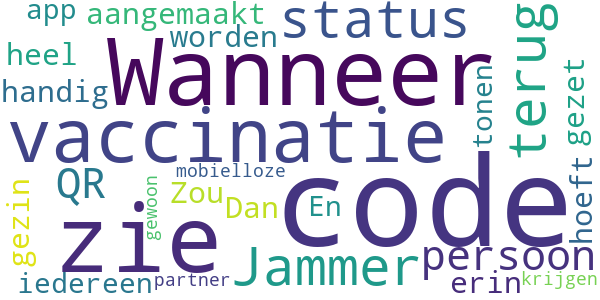 app aangemaakt status
worden
heel Wanneer terug
handig tonen gezet
vaccinatie
QR mobielloze code hoeft
gezin zie gewoon Zou Dan En
Jammer persoon
iedereen partner erin krijgen